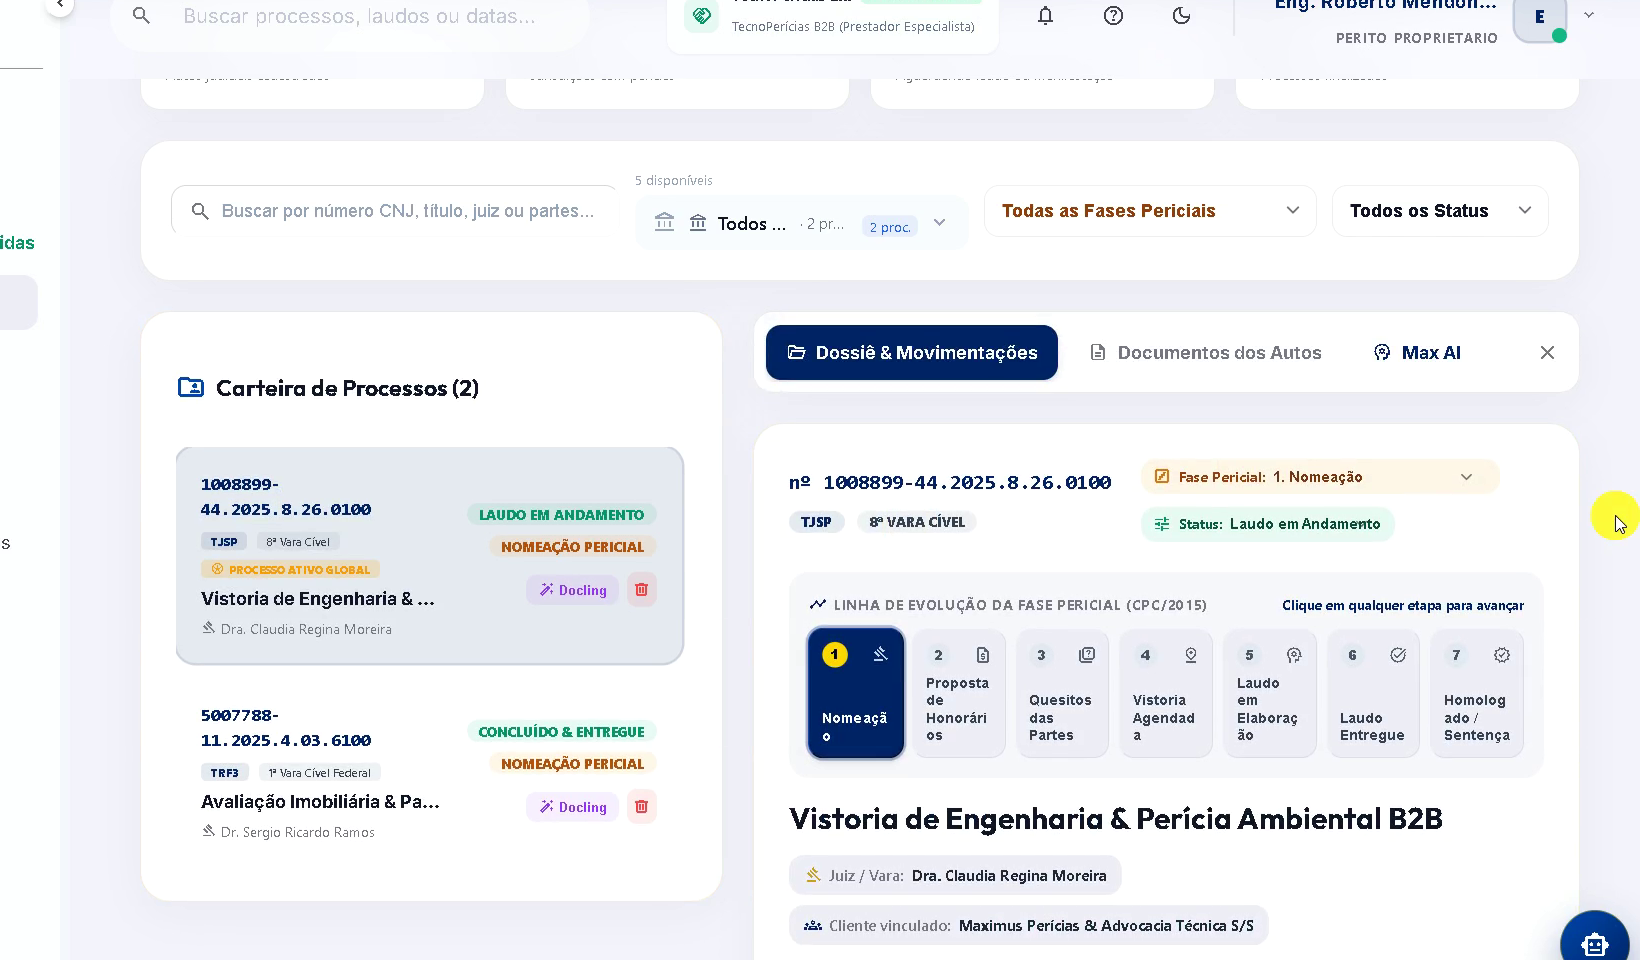 Buscar processos, laudos ou datas...
TecnoPerícias B2B (Prestador Especialista)
Eng. Roberto Mendon...
PERITO PROPRIETARIO
E
5 disponíveis
Buscar por número CNJ, título, juiz ou partes...
Todos ... · 2 pr... 2 proc.
Todas as Fases Periciais
Todos os Status
idas
s
Carteira de Processos (2)
1008899-
44.2025.8.26.0100
LAUDO EM ANDAMENTO
NOMEAÇÃO PERICIAL
TJSP 8ª Vara Cível
PROCESSO ATIVO GLOBAL
Docling
Vistoria de Engenharia & ...
Dra. Claudia Regina Moreira
5007788-
11.2025.4.03.6100
CONCLUÍDO & ENTREGUE
NOMEAÇÃO PERICIAL
TRF3 1ª Vara Cível Federal
Avaliação Imobiliária & Pa...
Docling
Dr. Sergio Ricardo Ramos
Dossiê & Movimentações
Documentos dos Autos
Max AI
nº 1008899-44.2025.8.26.0100
TJSP 8ª VARA CÍVEL
Fase Pericial: 1. Nomeação
Status: Laudo em Andamento
LINHA DE EVOLUÇÃO DA FASE PERICIAL (CPC/2015)
Clique em qualquer etapa para avançar
1
Nomeaçã
o
2
Proposta
de
Honorári
os
3
Quesitos
das
Partes
4
Vistoria
Agendad
a
5
Laudo
em
Elaboraç
ão
6
Laudo
Entregue
7
Homolog
ado /
Sentença
Vistoria de Engenharia & Perícia Ambiental B2B
Juiz / Vara: Dra. Claudia Regina Moreira
Cliente vinculado: Maximus Perícias & Advocacia Técnica S/S